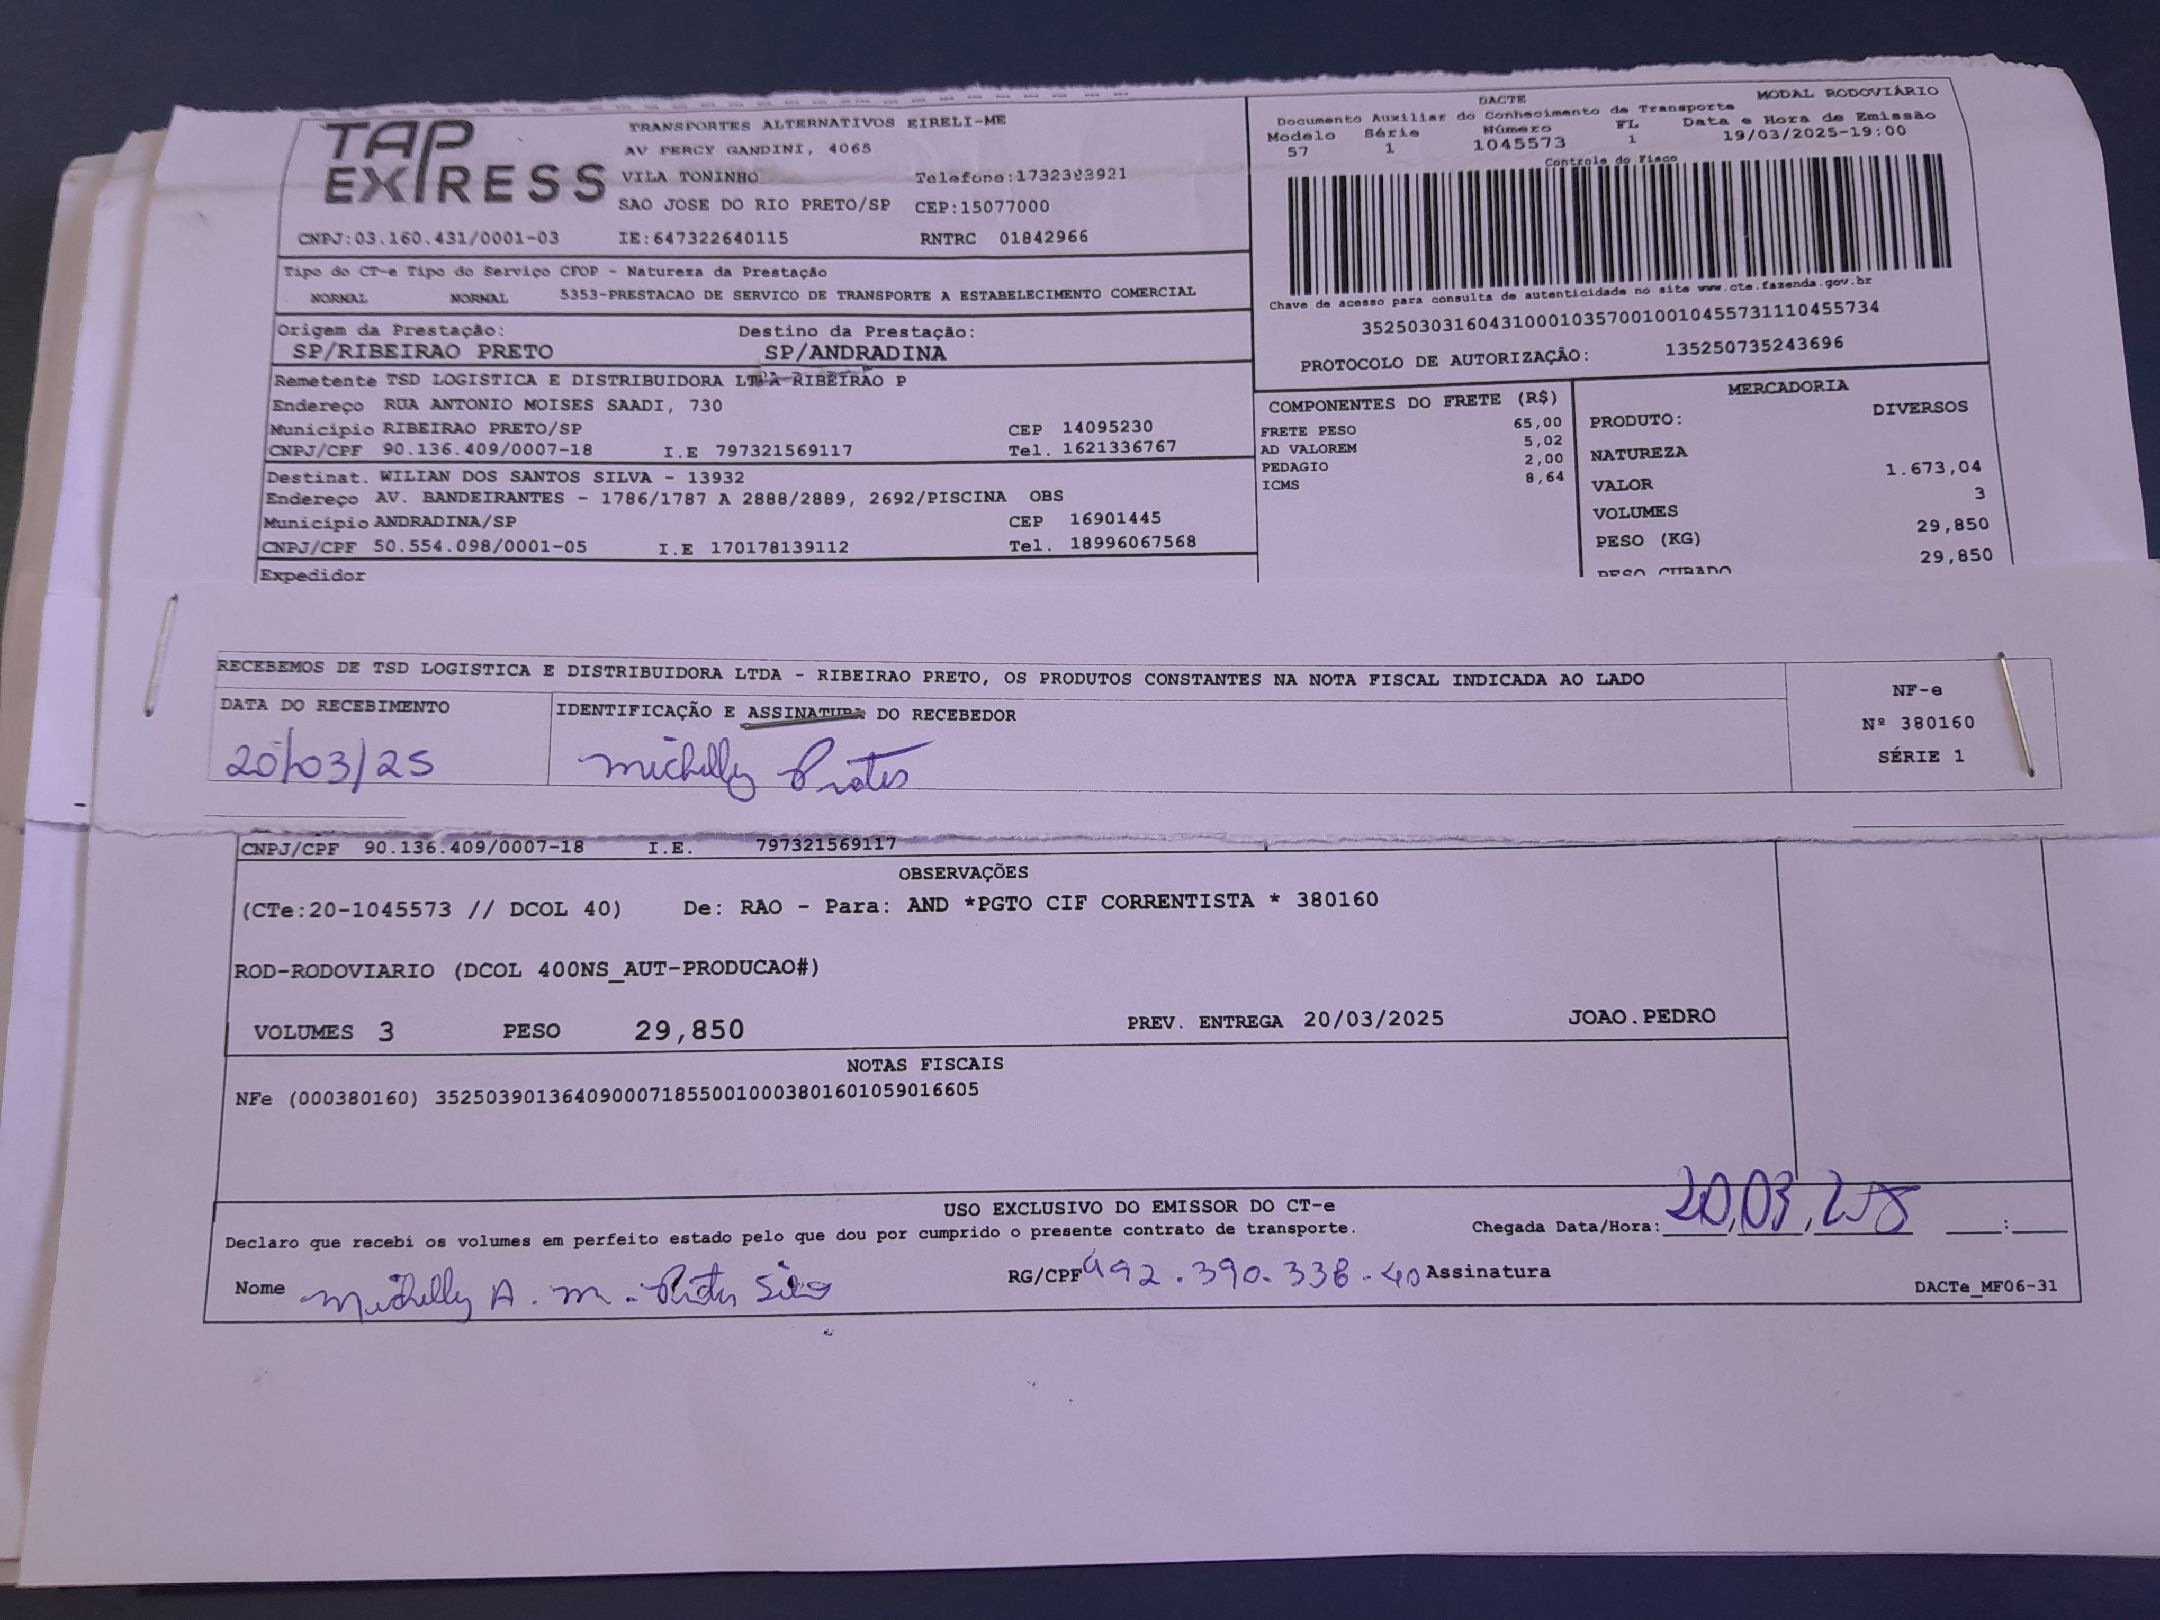 TAP EXPRESS
TRANSPORTES ALTERNATIVOS EIRELI-ME
AV PERCY GANDINI, 4065
VILA TONINHO Telefone:1732383921
SAO JOSE DO RIO PRETO/SP CEP:15077000
CNPJ:03.160.431/0001-03 IE:647322640115 RNTRC 01842966
DACTE MODAL RODOVIÁRIO
Documento Auxiliar do Conhecimento de Transporte
Modelo Série Número FL Data e Hora de Emissão
57 1 1045573 1 19/03/2025-19:00
Controle do Fisco
Chave de acesso para consulta de autenticidade no site www.cte.fazenda.gov.br
35250303160431000103570010010455731110455734
PROTOCOLO DE AUTORIZAÇÃO: 135250735243696
Tipo do CT-e Tipo do Serviço CFOP - Natureza da Prestação
NORMAL NORMAL 5353-PRESTACAO DE SERVICO DE TRANSPORTE A ESTABELECIMENTO COMERCIAL
Origem da Prestação: Destino da Prestação:
SP/RIBEIRAO PRETO SP/ANDRADINA
Remetente TSD LOGISTICA E DISTRIBUIDORA LTDA RIBEIRAO P
Endereço RUA ANTONIO MOISES SAADI, 730
Município RIBEIRAO PRETO/SP CEP 14095230
CNPJ/CPF 90.136.409/0007-18 I.E 797321569117 Tel. 1621336767
Destinat. WILIAN DOS SANTOS SILVA - 13932
Endereço AV. BANDEIRANTES - 1786/1787 A 2888/2889, 2692/PISCINA OBS
Município ANDRADINA/SP CEP 16901445
CNPJ/CPF 50.554.098/0001-05 I.E 170178139112 Tel. 18996067568
Expedidor
COMPONENTES DO FRETE (R$)
FRETE PESO 65,00
AD VALOREM 5,02
PEDAGIO 2,00
ICMS 8,64
MERCADORIA
PRODUTO: DIVERSOS
NATUREZA
VALOR 1.673,04
VOLUMES 3
PESO (KG) 29,850
PESO CUBADO 29,850
RECEBEMOS DE TSD LOGISTICA E DISTRIBUIDORA LTDA - RIBEIRAO PRETO, OS PRODUTOS CONSTANTES NA NOTA FISCAL INDICADA AO LADO
DATA DO RECEBIMENTO IDENTIFICAÇÃO E ASSINATURA DO RECEBEDOR
20/03/25 Michelly Prates
NF-e
Nº 380160
SÉRIE 1
CNPJ/CPF 90.136.409/0007-18 I.E. 797321569117
OBSERVAÇÕES
(CTe:20-1045573 // DCOL 40) De: RAO - Para: AND *PGTO CIF CORRENTISTA * 380160
ROD-RODOVIARIO (DCOL 400NS_AUT-PRODUCAO#)
VOLUMES 3 PESO 29,850 PREV. ENTREGA 20/03/2025 JOAO.PEDRO
NOTAS FISCAIS
NFe (000380160) 35250390136409000718550010003801601059016605
USO EXCLUSIVO DO EMISSOR DO CT-e
Declaro que recebi os volumes em perfeito estado pelo que dou por cumprido o presente contrato de transporte. Chegada Data/Hora: 20,03, :
Nome Michelly A. M. Prates Silva RG/CPF 492.390.338-40 Assinatura
DACTe_MF06-31